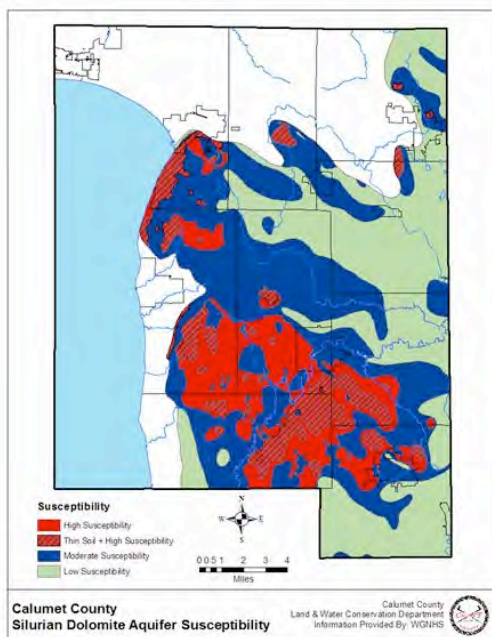 Susceptibility
High Susceptibility
Thin Soil + High Susceptibility
Moderate Susceptibility
Low Susceptibility
N
W E
S
0 0.5 1 2 3 4
Miles
Calumet County
Silurian Dolomite Aquifer Susceptibility
Calumet County
Land & Water Conservation Department
Information Provided By: WGNHS